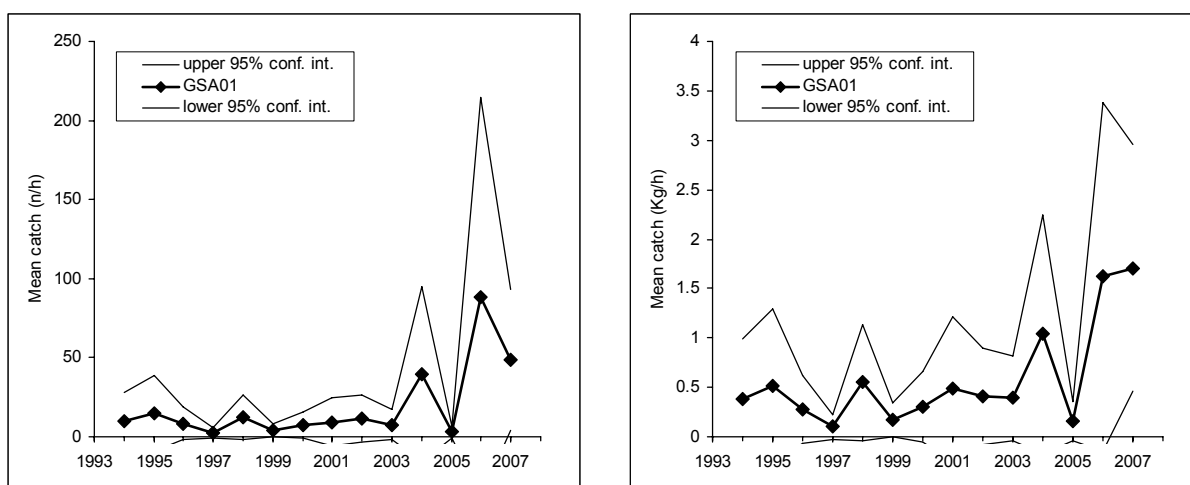 250
200
150
100
50
0
Mean catch (n/h)
upper 95% conf. int.
GSA01
lower 95% conf. int.
1993 1995 1997 1999 2001 2003 2005 2007
4
3.5
3
2.5
2
1.5
1
0.5
0
Mean catch (Kg/h)
upper 95% conf. int.
GSA01
lower 95% conf. int.
1993 1995 1997 1999 2001 2003 2005 2007